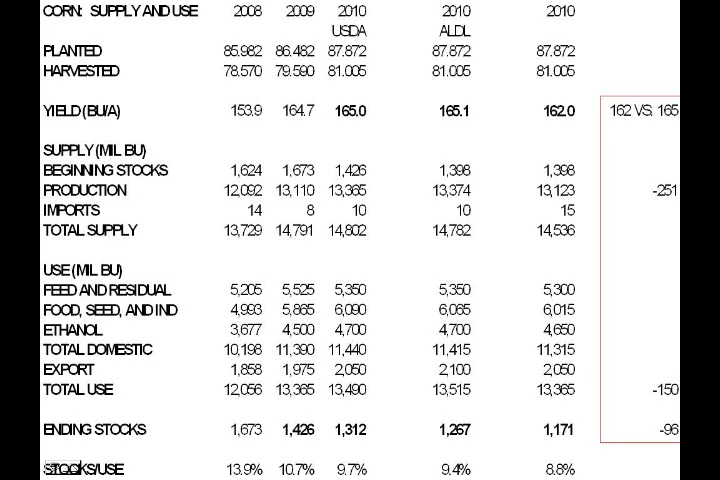 CORN: SUPPLY AND USE 2008 2009 2010 2010 2010
USDA ALDL
PLANTED 85.982 86.482 87.872 87.872 87.872
HARVESTED 78.570 79.590 81.005 81.005 81.005
YIELD (BU/A) 153.9 164.7 165.0 165.1 162.0 162 VS. 165
SUPPLY (MIL BU)
BEGINNING STOCKS 1,624 1,673 1,426 1,398 1,398
PRODUCTION 12,092 13,110 13,365 13,374 13,123 -251
IMPORTS 14 8 10 10 15
TOTAL SUPPLY 13,729 14,791 14,802 14,782 14,536
USE (MIL BU)
FEED AND RESIDUAL 5,205 5,525 5,350 5,350 5,300
FOOD, SEED, AND IND 4,993 5,865 6,090 6,065 6,015
ETHANOL 3,677 4,500 4,700 4,700 4,650
TOTAL DOMESTIC 10,198 11,390 11,440 11,415 11,315
EXPORT 1,858 1,975 2,050 2,100 2,050
TOTAL USE 12,056 13,365 13,490 13,515 13,365 -150
ENDING STOCKS 1,673 1,426 1,312 1,267 1,171 -96
STOCKS/USE 13.9% 10.7% 9.7% 9.4% 8.8%